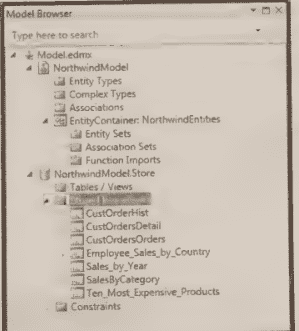 Model Browser
Type here to search
Model.edmx
NorthwindModel
Entity Types
Complex Types
Associations
EntityContainer: NorthwindEntities
Entity Sets
Association Sets
Function Imports
NorthwindModel.Store
Tables / Views
CustOrderHist
CustOrdersDetail
CustOrdersOrders
Employee_Sales_by_Country
Sales_by_Year
SalesByCategory
Ten_Most_Expensive_Products
Constraints